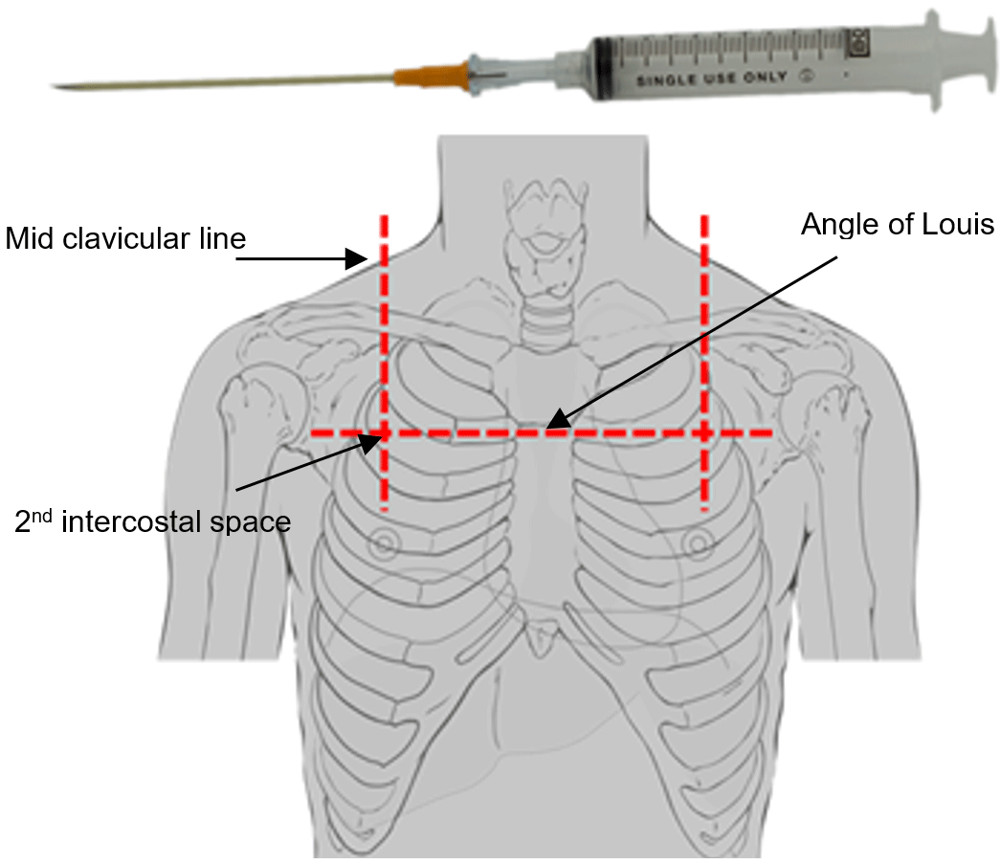 SINGLE USE ONLY
Mid clavicular line
Angle of Louis
2nd intercostal space